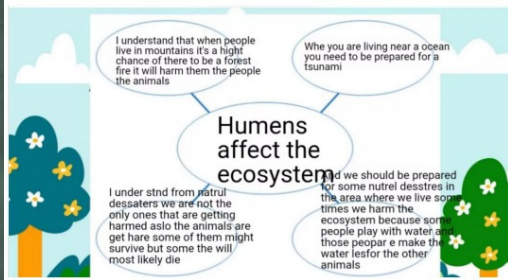 I understand that when people
live in mountains it's a hight
chance of there to be a forest
fire it will harm them the people
the animals
Whe you are living near a ocean
you need to be prepared for a
tsunami
Humens
affect the
ecosystem
I under stnd from natrul
dessaters we are not the
only ones that are getting
harmed aslo the animals are
get hare some of them might
survive but some the will
most likely die
And we should be prepared
for some nutrel desstres in
the area where we live some
times we harm the
ecosystem because some
people play with water and
those peopar e make the
water lesfor the other
animals